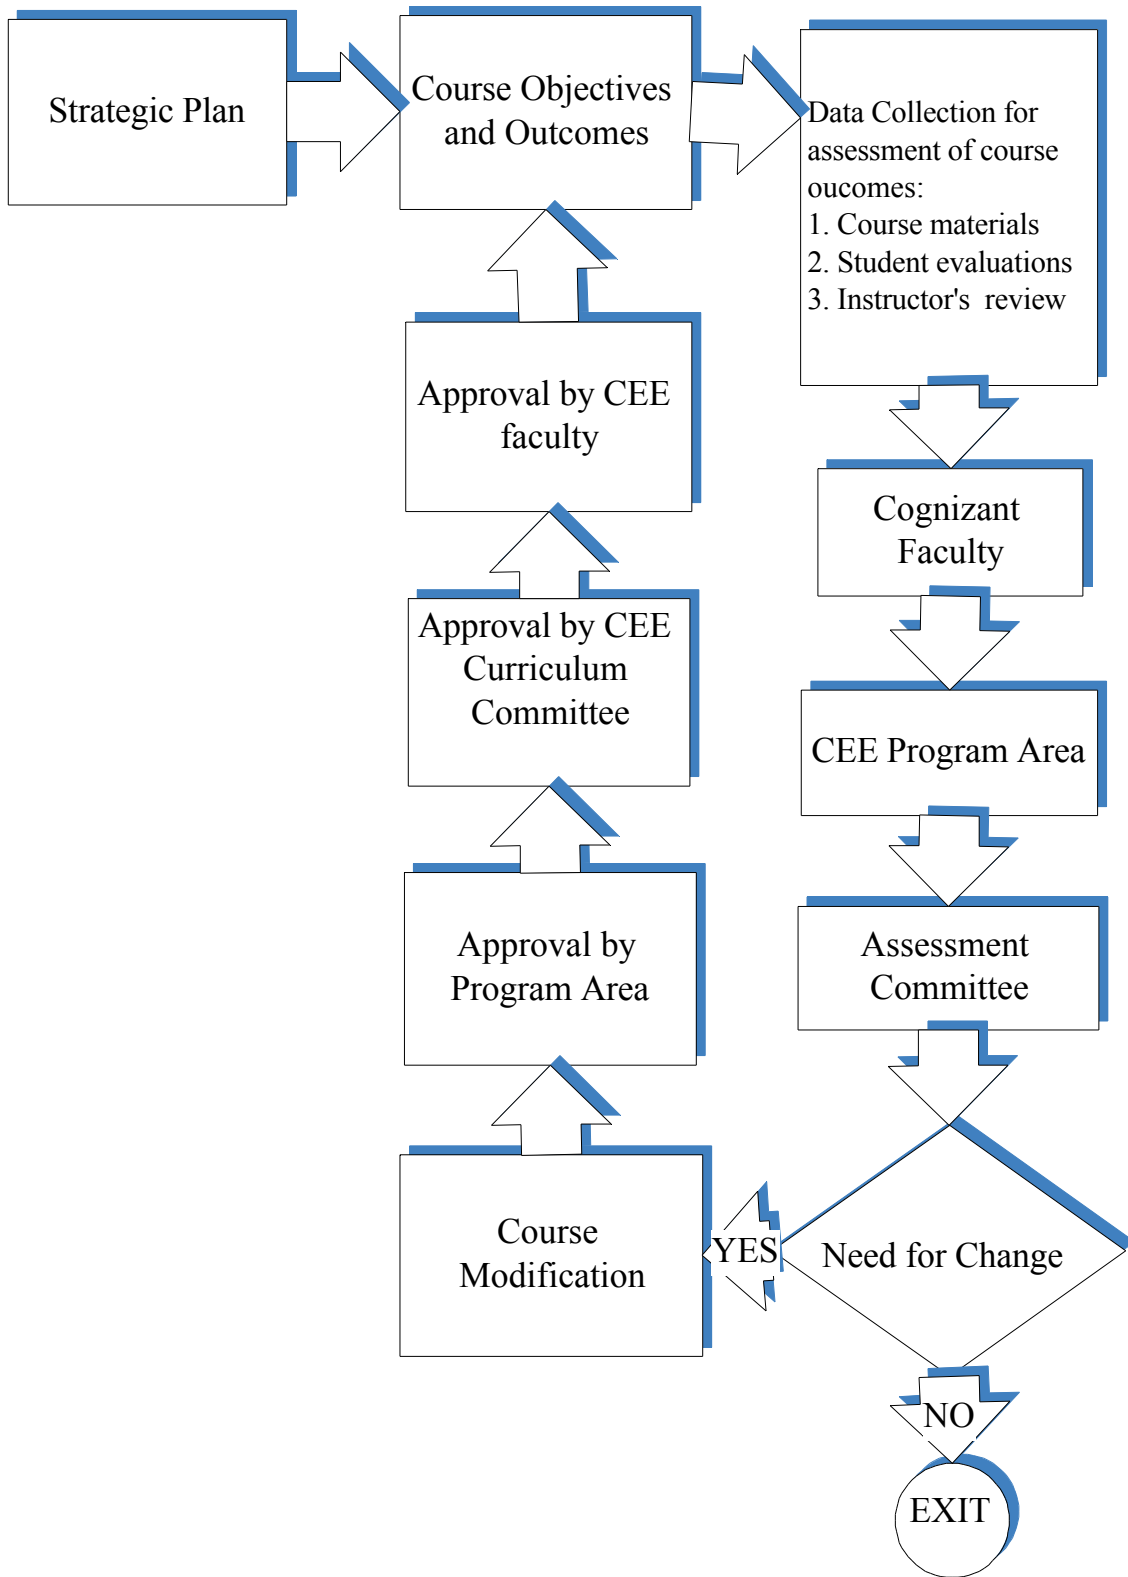 Strategic Plan
Course Objectives
and Outcomes
Data Collection for
assessment of course
oucomes:
1. Course materials
2. Student evaluations
3. Instructor's review
Cognizant
Faculty
CEE Program Area
Assessment
Committee
Need for Change
YES
NO
EXIT
Course
Modification
Approval by
Program Area
Approval by CEE
Curriculum
Committee
Approval by CEE
faculty